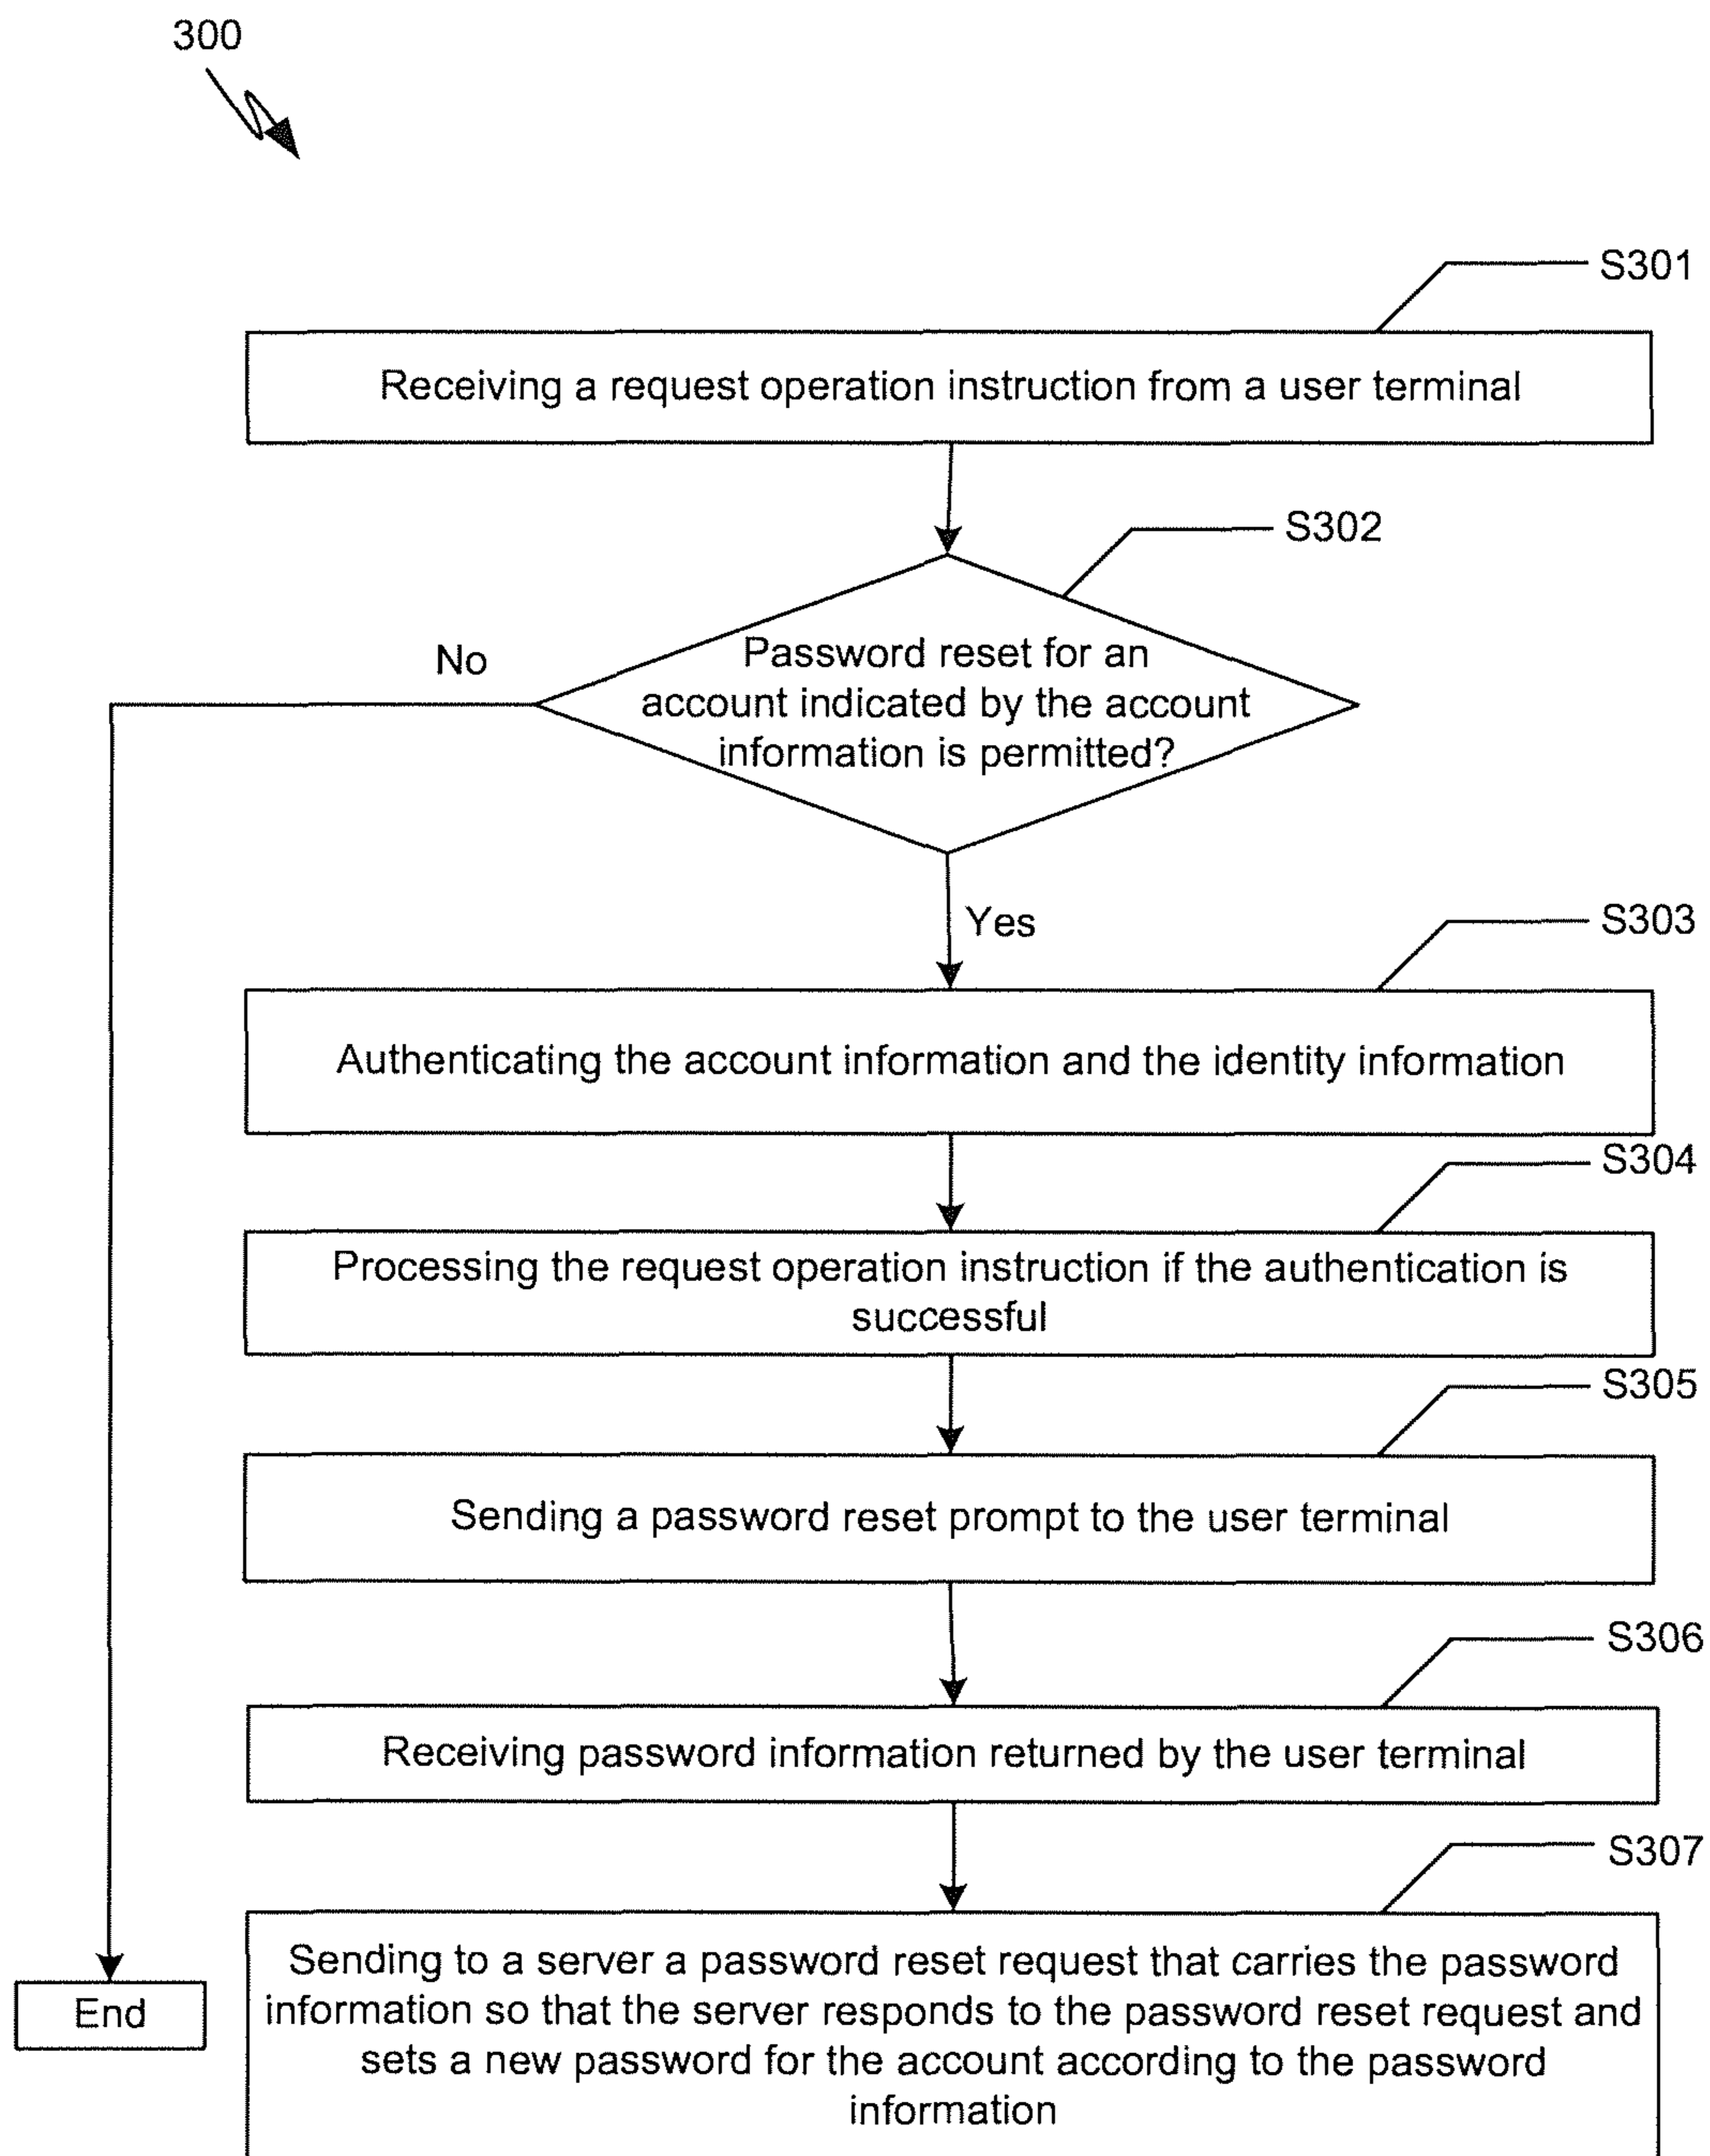 300
S301
Receiving a request operation instruction from a user terminal
S302
Password reset for an
account indicated by the account
information is permitted?
No
Yes
S303
Authenticating the account information and the identity information
S304
Processing the request operation instruction if the authentication is
successful
S305
Sending a password reset prompt to the user terminal
S306
Receiving password information returned by the user terminal
S307
Sending to a server a password reset request that carries the password
information so that the server responds to the password reset request and
sets a new password for the account according to the password
information
End